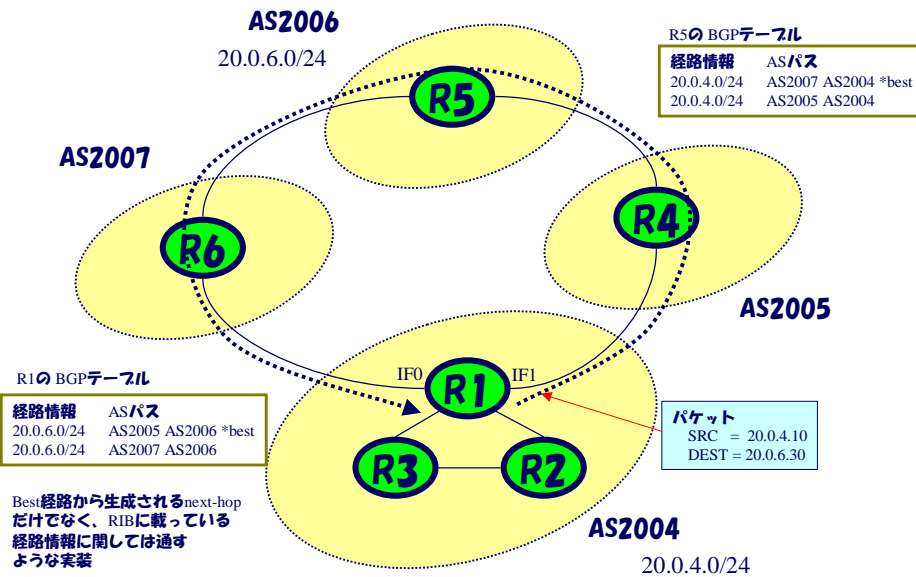 AS2006
20.0.6.0/24
R5の BGPテーブル
経路情報 ASパス
20.0.4.0/24 AS2007 AS2004 *best
20.0.4.0/24 AS2005 AS2004
R5
AS2007
R6
R4
AS2005
R1の BGPテーブル
経路情報 ASパス
20.0.6.0/24 AS2005 AS2006 *best
20.0.6.0/24 AS2007 AS2006
IF0
R1
IF1
パケット
SRC = 20.0.4.10
DEST = 20.0.6.30
R3
R2
Best経路から生成されるnext-hop
だけでなく、RIBに載っている
経路情報に関しては通す
ような実装
AS2004
20.0.4.0/24